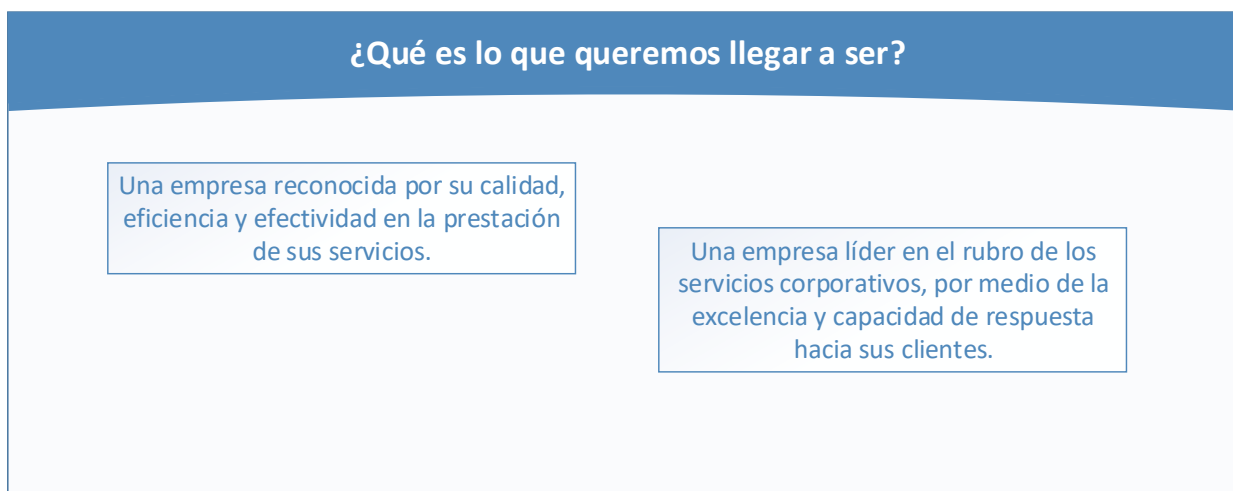 ¿Qué es lo que queremos llegar a ser?
Una empresa reconocida por su calidad,
eficiencia y efectividad en la prestación
de sus servicios.
Una empresa líder en el rubro de los
servicios corporativos, por medio de la
excelencia y capacidad de respuesta
hacia sus clientes.